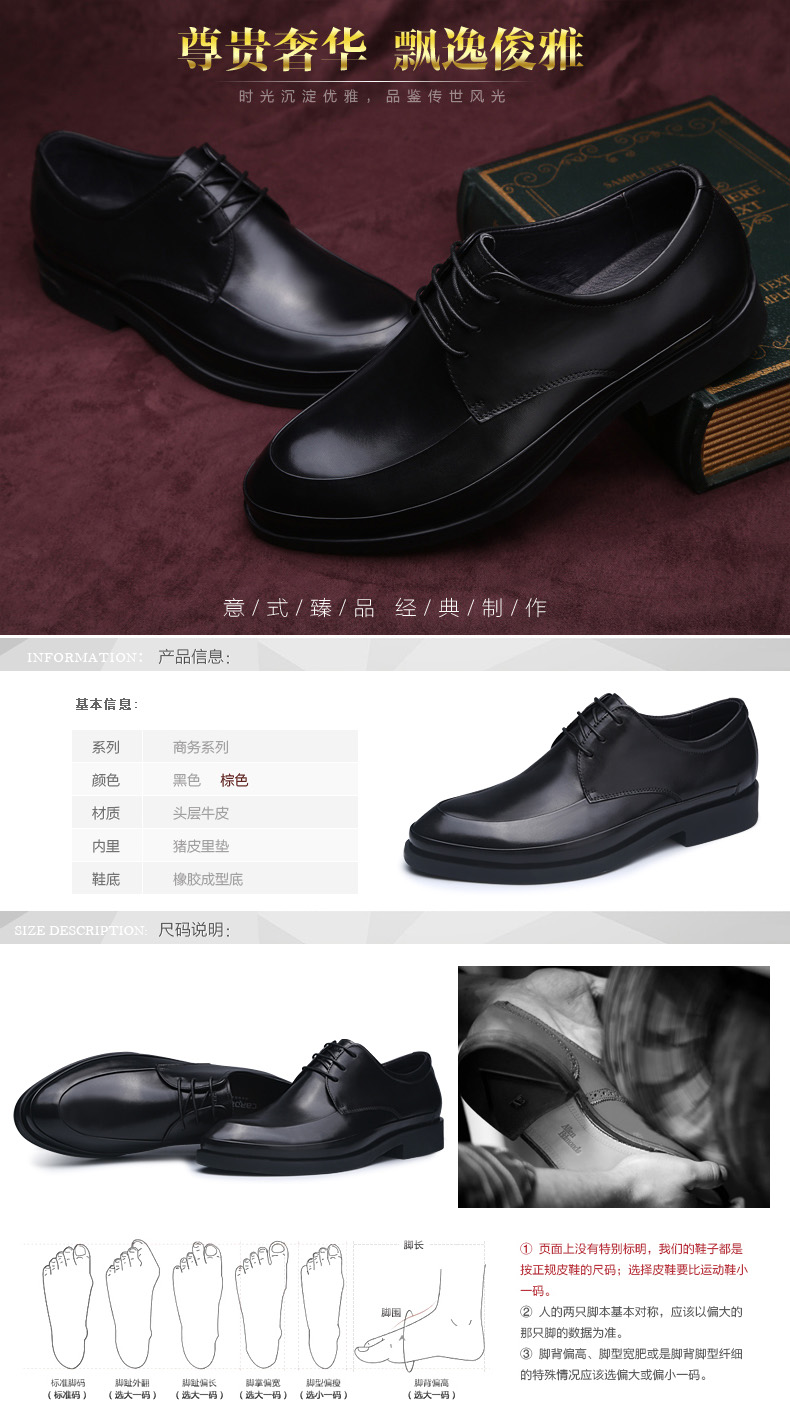 尊贵奢华 飘逸俊雅
时光沉淀优雅，品鉴传世风光
SAMPLE TEXT
HERE
TEXT
TEXT
意/式/臻/品 经/典/制/作
INFORMATION: 产品信息:
基本信息:
系列 商务系列
颜色 黑色 棕色
材质 头层牛皮
内里 猪皮里垫
鞋底 橡胶成型底
SIZE DESCRIPTION: 尺码说明:
脚长
脚围
标准脚码
（标准码）
脚趾外翻
（选大一码）
脚趾偏长
（选大一码）
脚掌偏宽
（选大一码）
脚型偏瘦
（选小一码）
脚背偏高
（选大一码）
① 页面上没有特别标明，我们的鞋子都是
按正规皮鞋的尺码；选择皮鞋要比运动鞋小
一码。
② 人的两只脚本基本对称，应该以偏大的
那只脚的数据为准。
③ 脚背偏高、脚型宽肥或是脚背脚型纤细
的特殊情况应该选偏大或偏小一码。